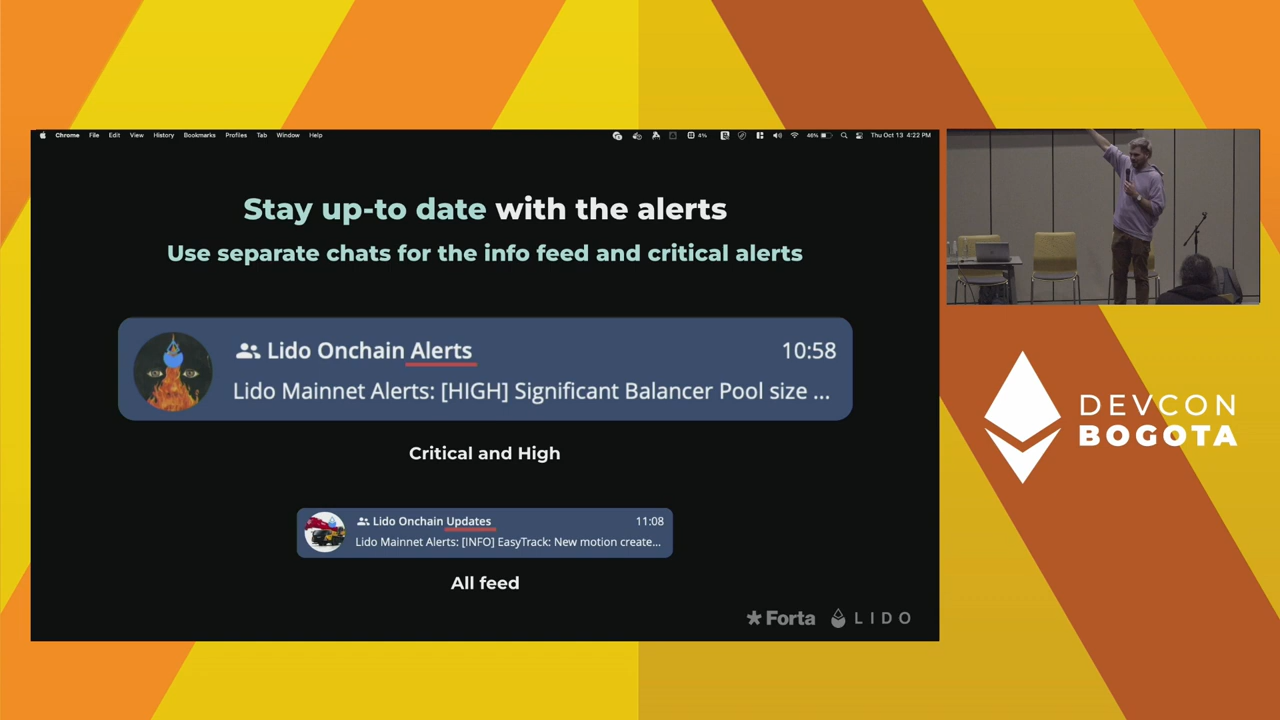 Chrome File Edit View History Bookmarks Profiles Tab Window Help
4% 46% Thu Oct 13 4:22 PM
Stay up-to date with the alerts
Use separate chats for the info feed and critical alerts
Lido Onchain Alerts 10:58
Lido Mainnet Alerts: [HIGH] Significant Balancer Pool size ...
Critical and High
Lido Onchain Updates 11:08
Lido Mainnet Alerts: [INFO] EasyTrack: New motion create...
All feed
Forta LIDO
DEVCON
BOGOTA